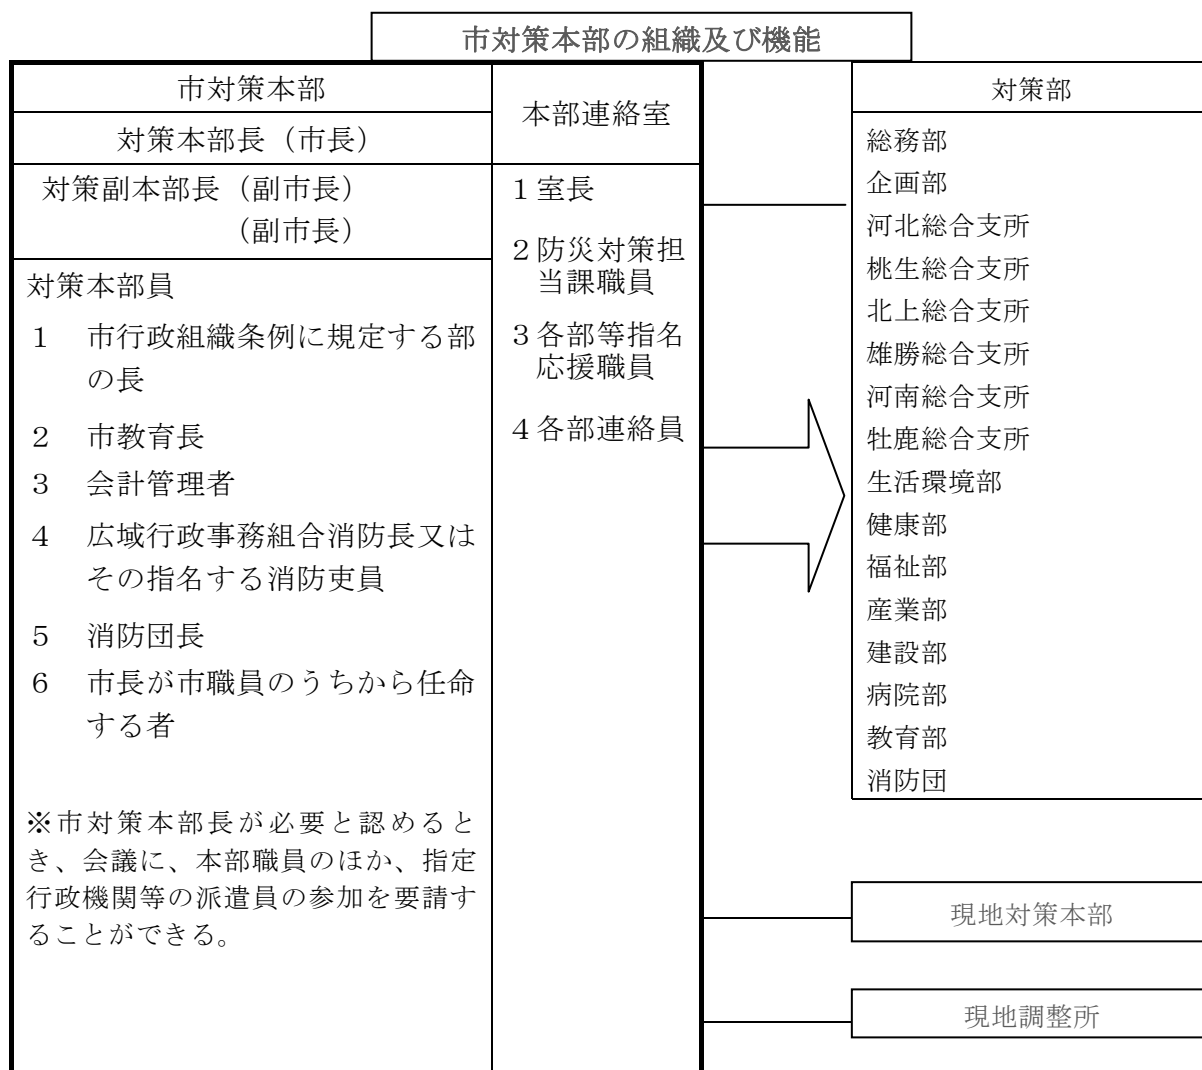 市対策本部の組織及び機能
市対策本部
対策本部長（市長）
対策副本部長（副市長）
（副市長）
対策本部員
１　市行政組織条例に規定する部
の長
２　市教育長
３　会計管理者
４　広域行政事務組合消防長又は
その指名する消防吏員
５　消防団長
６　市長が市職員のうちから任命
する者
※市対策本部長が必要と認めると
き、会議に、本部職員のほか、指定
行政機関等の派遣員の参加を要請す
ることができる。
本部連絡室
１室長
２防災対策担
当課職員
３各部等指名
応援職員
４各部連絡員
対策部
総務部
企画部
河北総合支所
桃生総合支所
北上総合支所
雄勝総合支所
河南総合支所
牡鹿総合支所
生活環境部
健康部
福祉部
産業部
建設部
病院部
教育部
消防団
現地対策本部
現地調整所